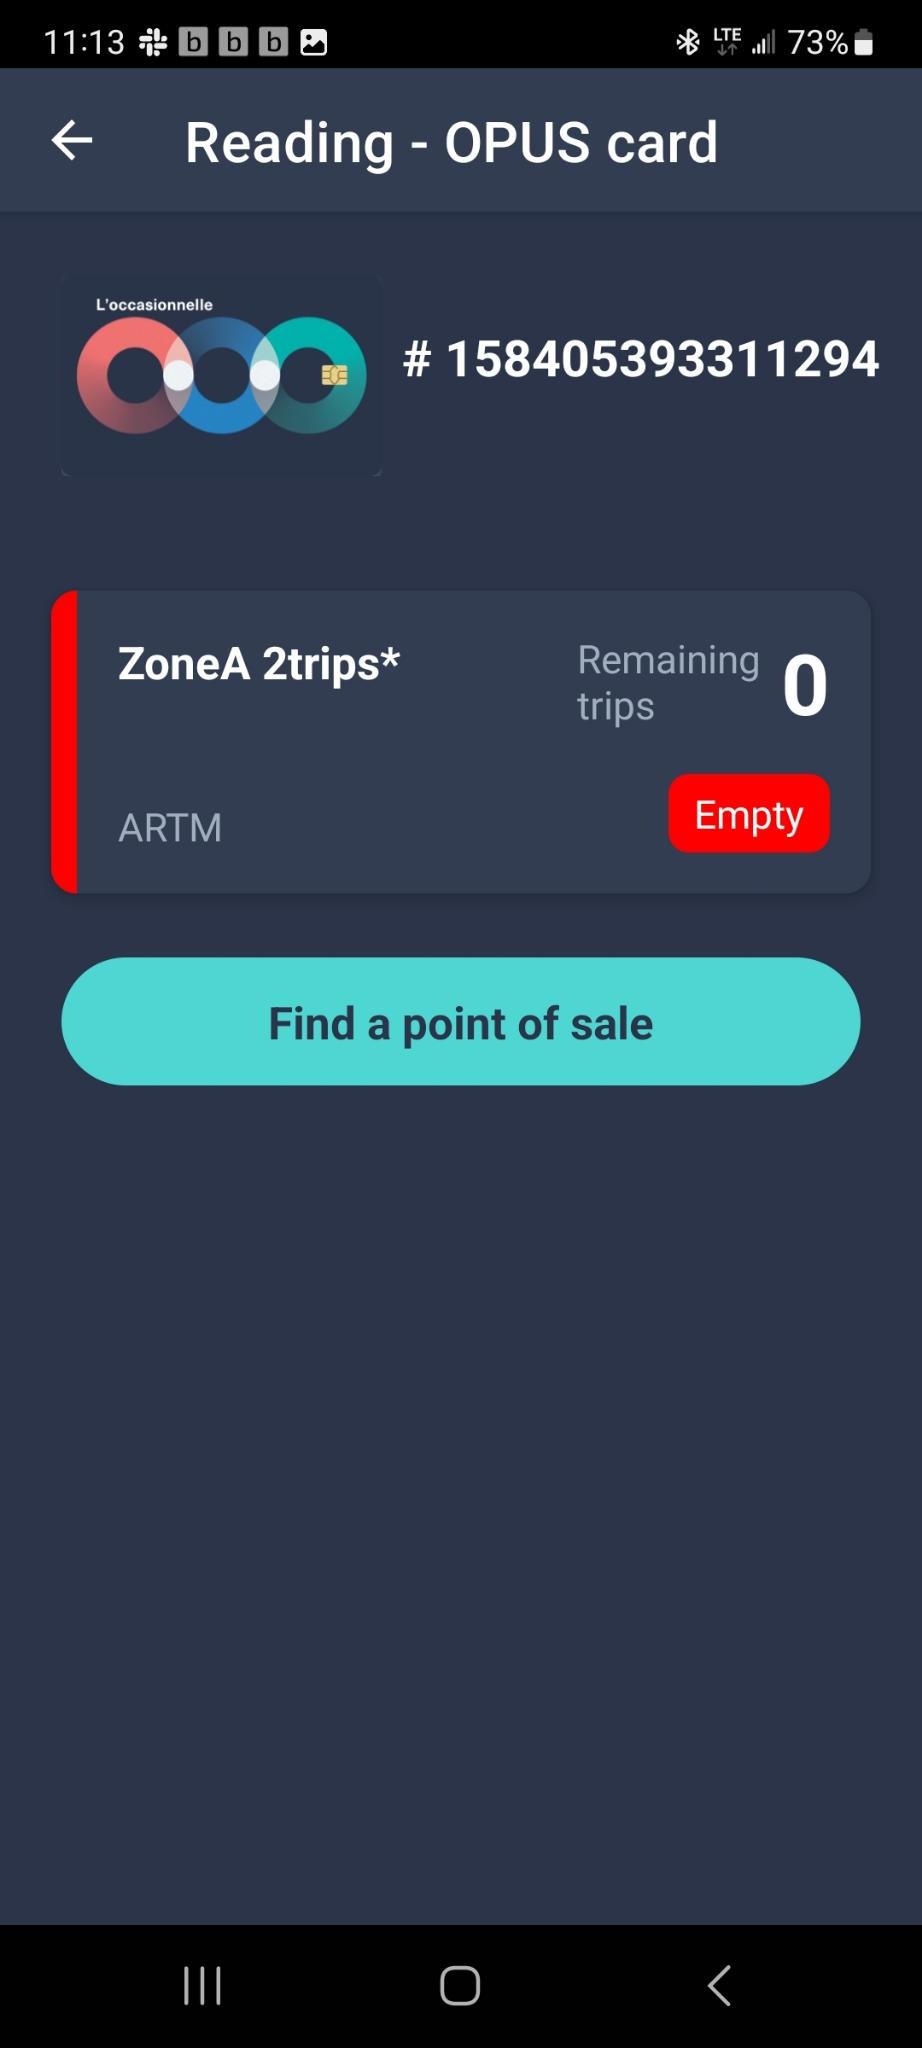 11:13
b b b
LTE
73%
Reading - OPUS card
L'occasionnelle
# 158405393311294
ZoneA 2trips*
Remaining
trips
0
ARTM
Empty
Find a point of sale